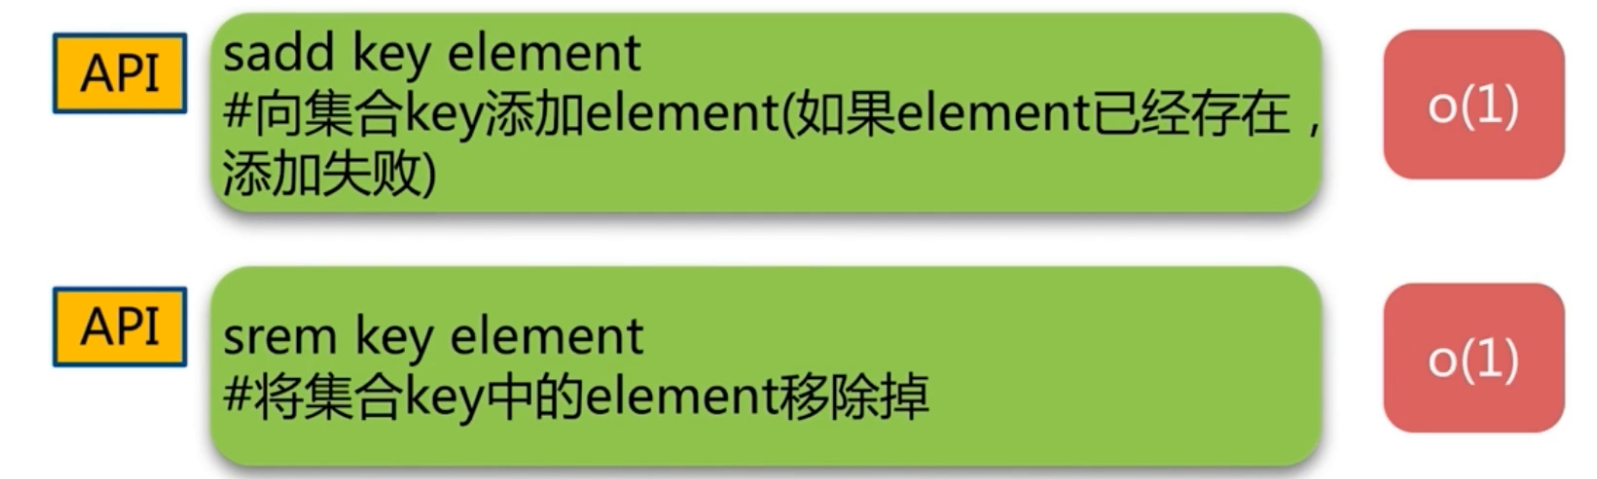 API
sadd key element
#向集合key添加element(如果element已经存在，
添加失败)
o(1)
API
srem key element
#将集合key中的element移除掉
o(1)